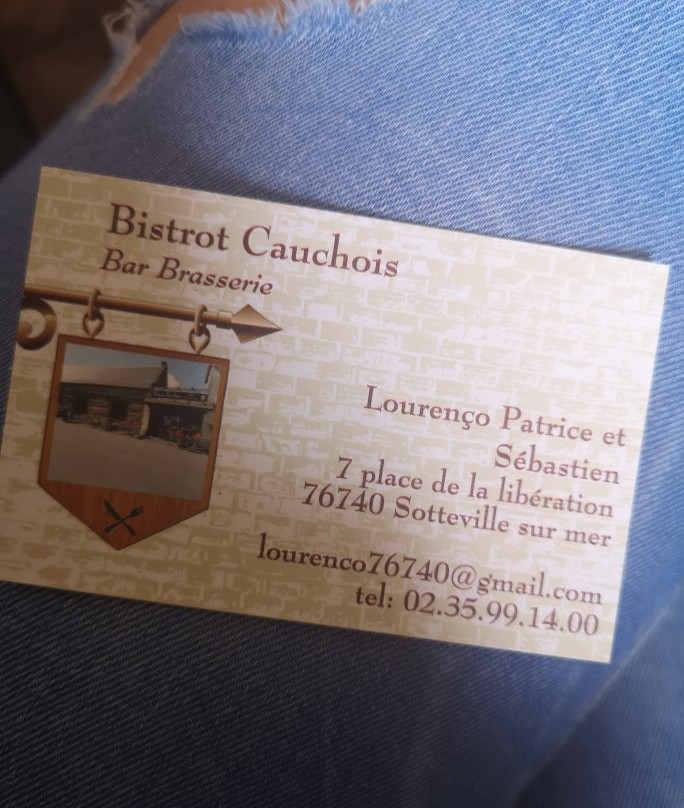 Bistrot Cauchois
Bar Brasserie
Lourenço Patrice et
Sébastien
7 place de la libération
76740 Sotteville sur mer
lourenco76740@gmail.com
tel: 02.35.99.14.00